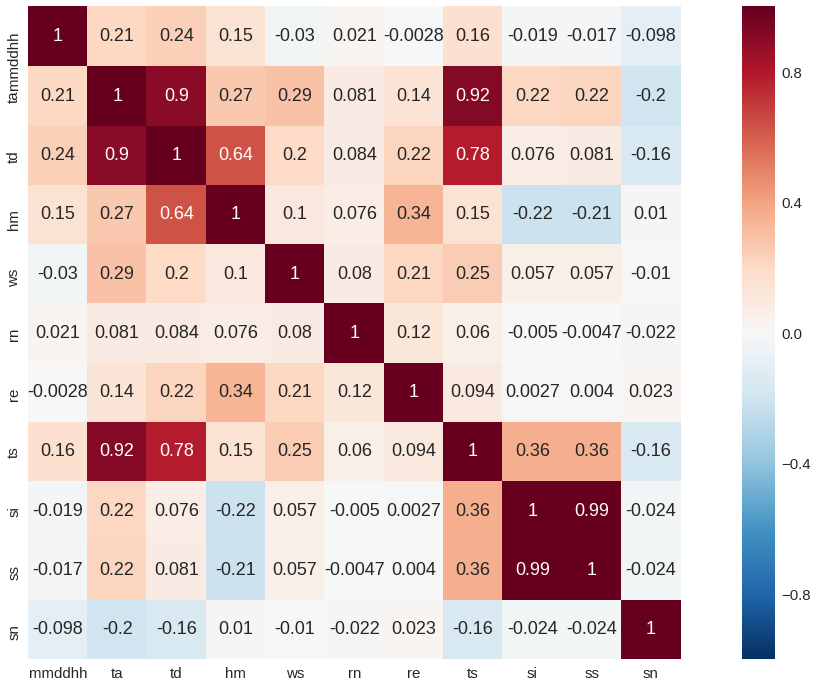 mmddhh 1 0.21 0.24 0.15 -0.03 0.021 -0.0028 0.16 -0.019 -0.017 -0.098
ta 0.21 1 0.9 0.27 0.29 0.081 0.14 0.92 0.22 0.22 -0.2
td 0.24 0.9 1 0.64 0.2 0.084 0.22 0.78 0.076 0.081 -0.16
hm 0.15 0.27 0.64 1 0.1 0.076 0.34 0.15 -0.22 -0.21 0.01
ws -0.03 0.29 0.2 0.1 1 0.08 0.21 0.25 0.057 0.057 -0.01
rn 0.021 0.081 0.084 0.076 0.08 1 0.12 0.06 -0.005 -0.0047 -0.022
re -0.0028 0.14 0.22 0.34 0.21 0.12 1 0.094 0.0027 0.004 0.023
ts 0.16 0.92 0.78 0.15 0.25 0.06 0.094 1 0.36 0.36 -0.16
si -0.019 0.22 0.076 -0.22 0.057 -0.005 0.0027 0.36 1 0.99 -0.024
ss -0.017 0.22 0.081 -0.21 0.057 -0.0047 0.004 0.36 0.99 1 -0.024
sn -0.098 -0.2 -0.16 0.01 -0.01 -0.022 0.023 -0.16 -0.024 -0.024 1
mmddhh ta td hm ws rn re ts si ss sn
0.8
0.4
0.0
−0.4
−0.8